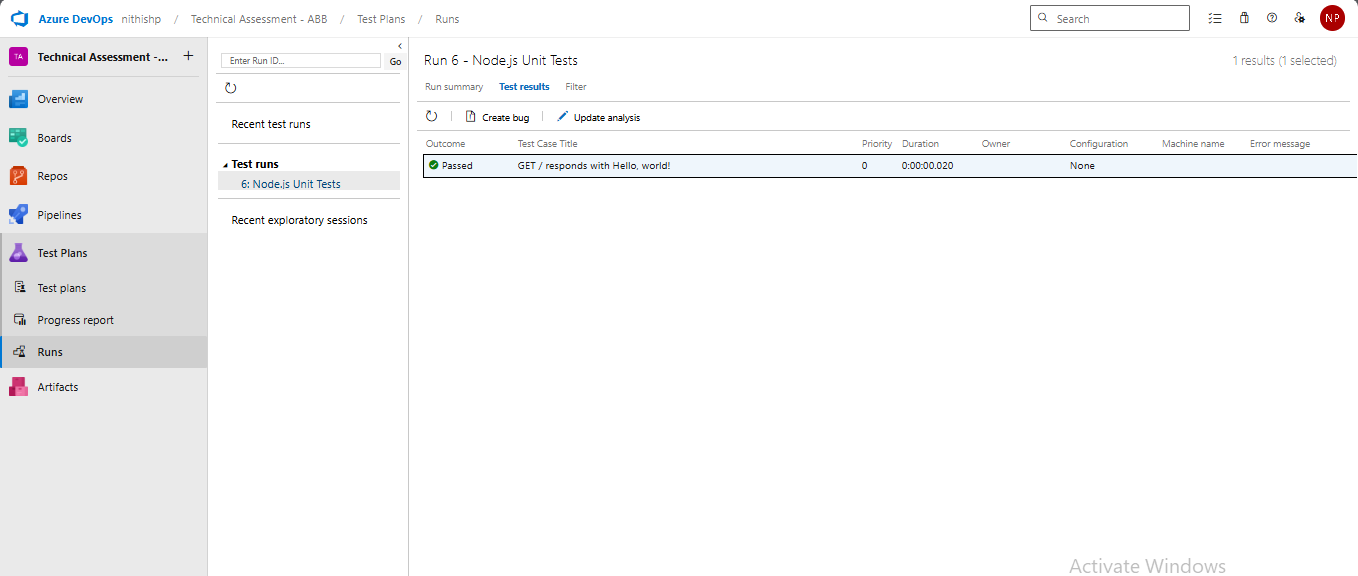 Azure DevOps nithishp / Technical Assessment - ABB / Test Plans / Runs
Search
NP
TA Technical Assessment -... +
Overview
Boards
Repos
Pipelines
Test Plans
Test plans
Progress report
Runs
Artifacts
Enter Run ID... Go
Recent test runs
Test runs
6: Node.js Unit Tests
Recent exploratory sessions
Run 6 - Node.js Unit Tests
1 results (1 selected)
Run summary Test results Filter
Create bug Update analysis
Outcome Test Case Title Priority Duration Owner Configuration Machine name Error message
Passed GET / responds with Hello, world! 0 0:00:00.020 None
Activate Windows